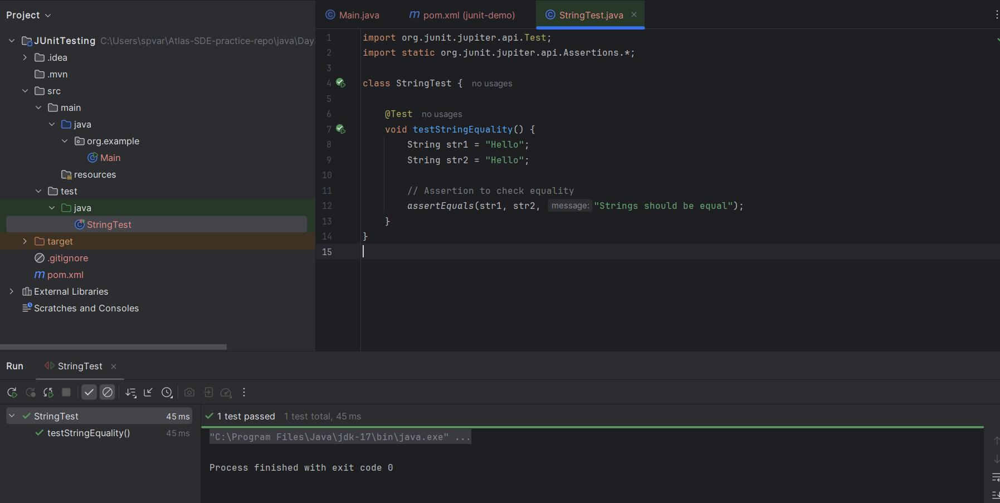 Project
JUnitTesting C:\Users\spvar\Atlas-SDE-practice-repo\java\Day
.idea
.mvn
src
main
java
org.example
Main
resources
test
java
StringTest
target
.gitignore
pom.xml
External Libraries
Scratches and Consoles
Main.java
pom.xml (junit-demo)
StringTest.java
1 import org.junit.jupiter.api.Test;
2 import static org.junit.jupiter.api.Assertions.*;
3
4 class StringTest { no usages
5
6 @Test no usages
7 void testStringEquality() {
8 String str1 = "Hello";
9 String str2 = "Hello";
10
11 // Assertion to check equality
12 assertEquals(str1, str2, message: "Strings should be equal");
13 }
14 }
15
Run StringTest
StringTest 45 ms
testStringEquality() 45 ms
1 test passed 1 test total, 45 ms
"C:\Program Files\Java\jdk-17\bin\java.exe" ...
Process finished with exit code 0